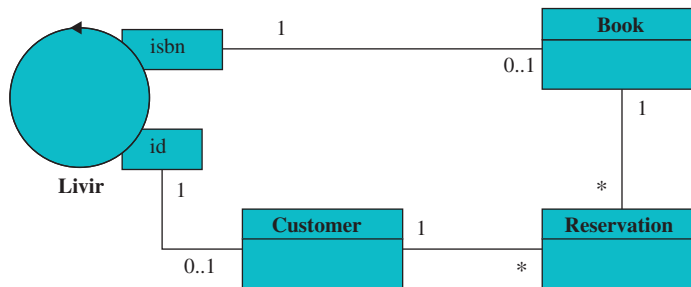 isbn
1
Book
0..1
1
id
Livir
1
*
Customer
1
Reservation
0..1
*